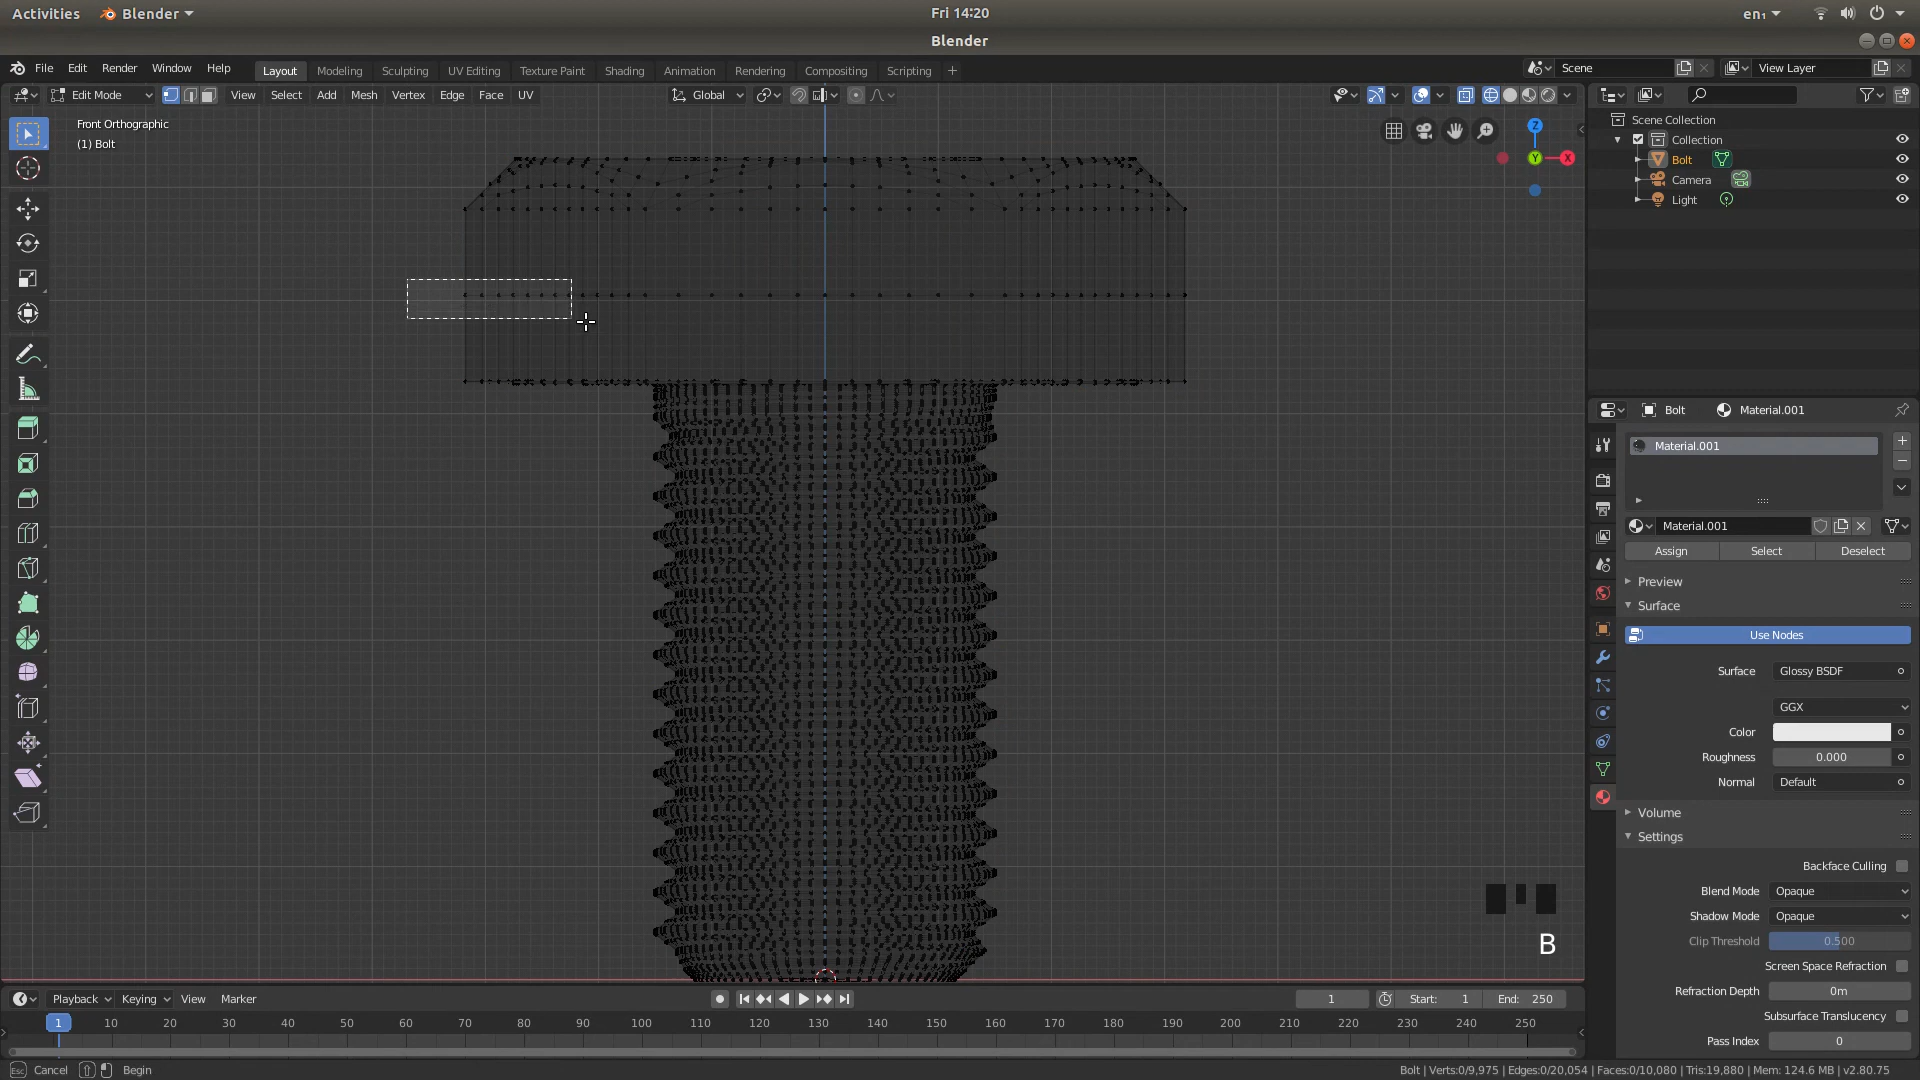 Activities Blender Fri 14:20 en₁
Blender
File Edit Render Window Help Layout Modeling Sculpting UV Editing Texture Paint Shading Animation Rendering Compositing Scripting + Scene View Layer
Edit Mode View Select Add Mesh Vertex Edge Face UV Global
Front Orthographic
(1) Bolt
Z
Y X
Scene Collection
Collection
Bolt
Camera
Light
Bolt Material.001
Material.001
Material.001
Assign Select Deselect
Preview
Surface
Use Nodes
Surface Glossy BSDF
GGX
Color
Roughness 0.000
Normal Default
Volume
Settings
Backface Culling
Blend Mode Opaque
Shadow Mode Opaque
Clip Threshold 0.500
Screen Space Refraction
Refraction Depth 0m
Subsurface Translucency
Pass Index 0
B
Playback Keying View Marker 1 Start: 1 End: 250
1 10 20 30 40 50 60 70 80 90 100 110 120 130 140 150 160 170 180 190 200 210 220 230 240 250
Esc Cancel Begin Bolt | Verts:0/9,975 | Edges:0/20,054 | Faces:0/10,080 | Tris:19,880 | Mem: 124.6 MB | v2.80.75